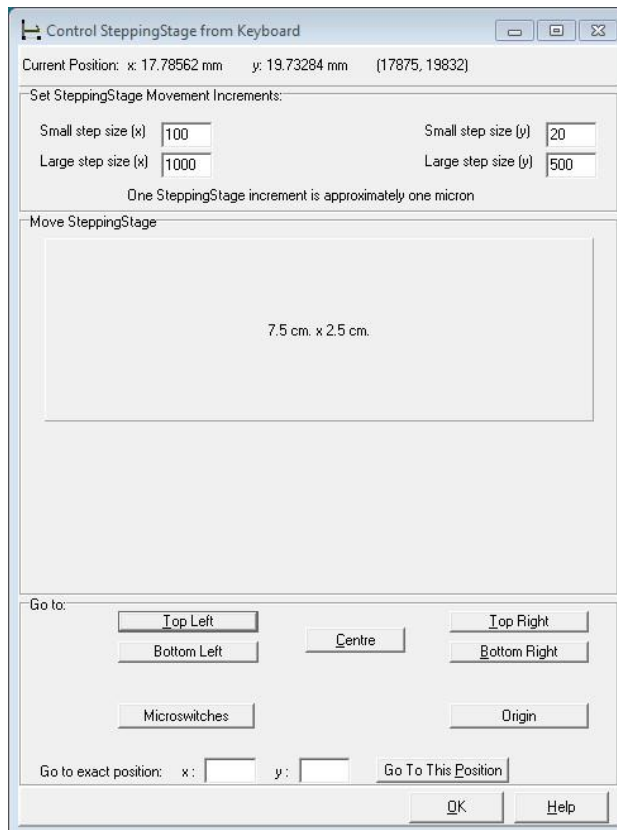 Control SteppingStage from Keyboard
Current Position: x: 17.78562 mm y: 19.73284 mm (17875, 19832)
Set SteppingStage Movement Increments:
Small step size (x) 100 Small step size (y) 20
Large step size (x) 1000 Large step size (y) 500
One SteppingStage increment is approximately one micron
Move SteppingStage
7.5 cm. x 2.5 cm.
Go to:
Top Left Top Right
Centre
Bottom Left Bottom Right
Microswitches Origin
Go to exact position: x: y: Go To This Position
OK Help